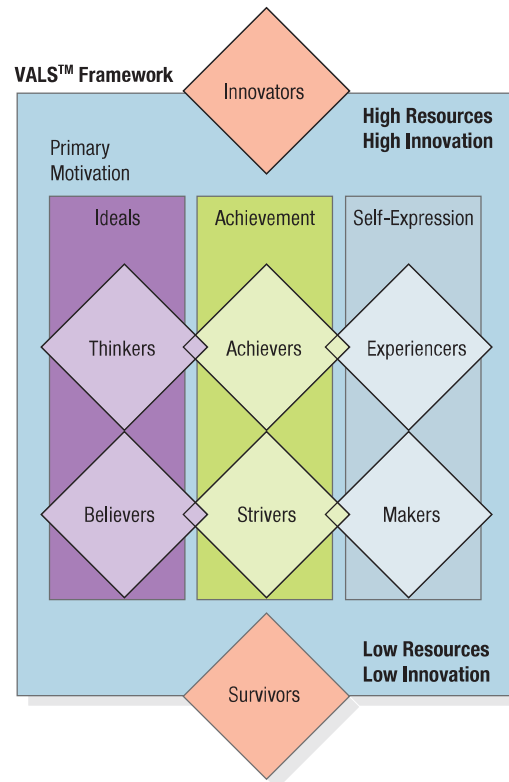 VALS™ Framework
Innovators
High Resources
High Innovation
Primary
Motivation
Ideals
Achievement
Self-Expression
Thinkers
Achievers
Experiencers
Believers
Strivers
Makers
Low Resources
Low Innovation
Survivors